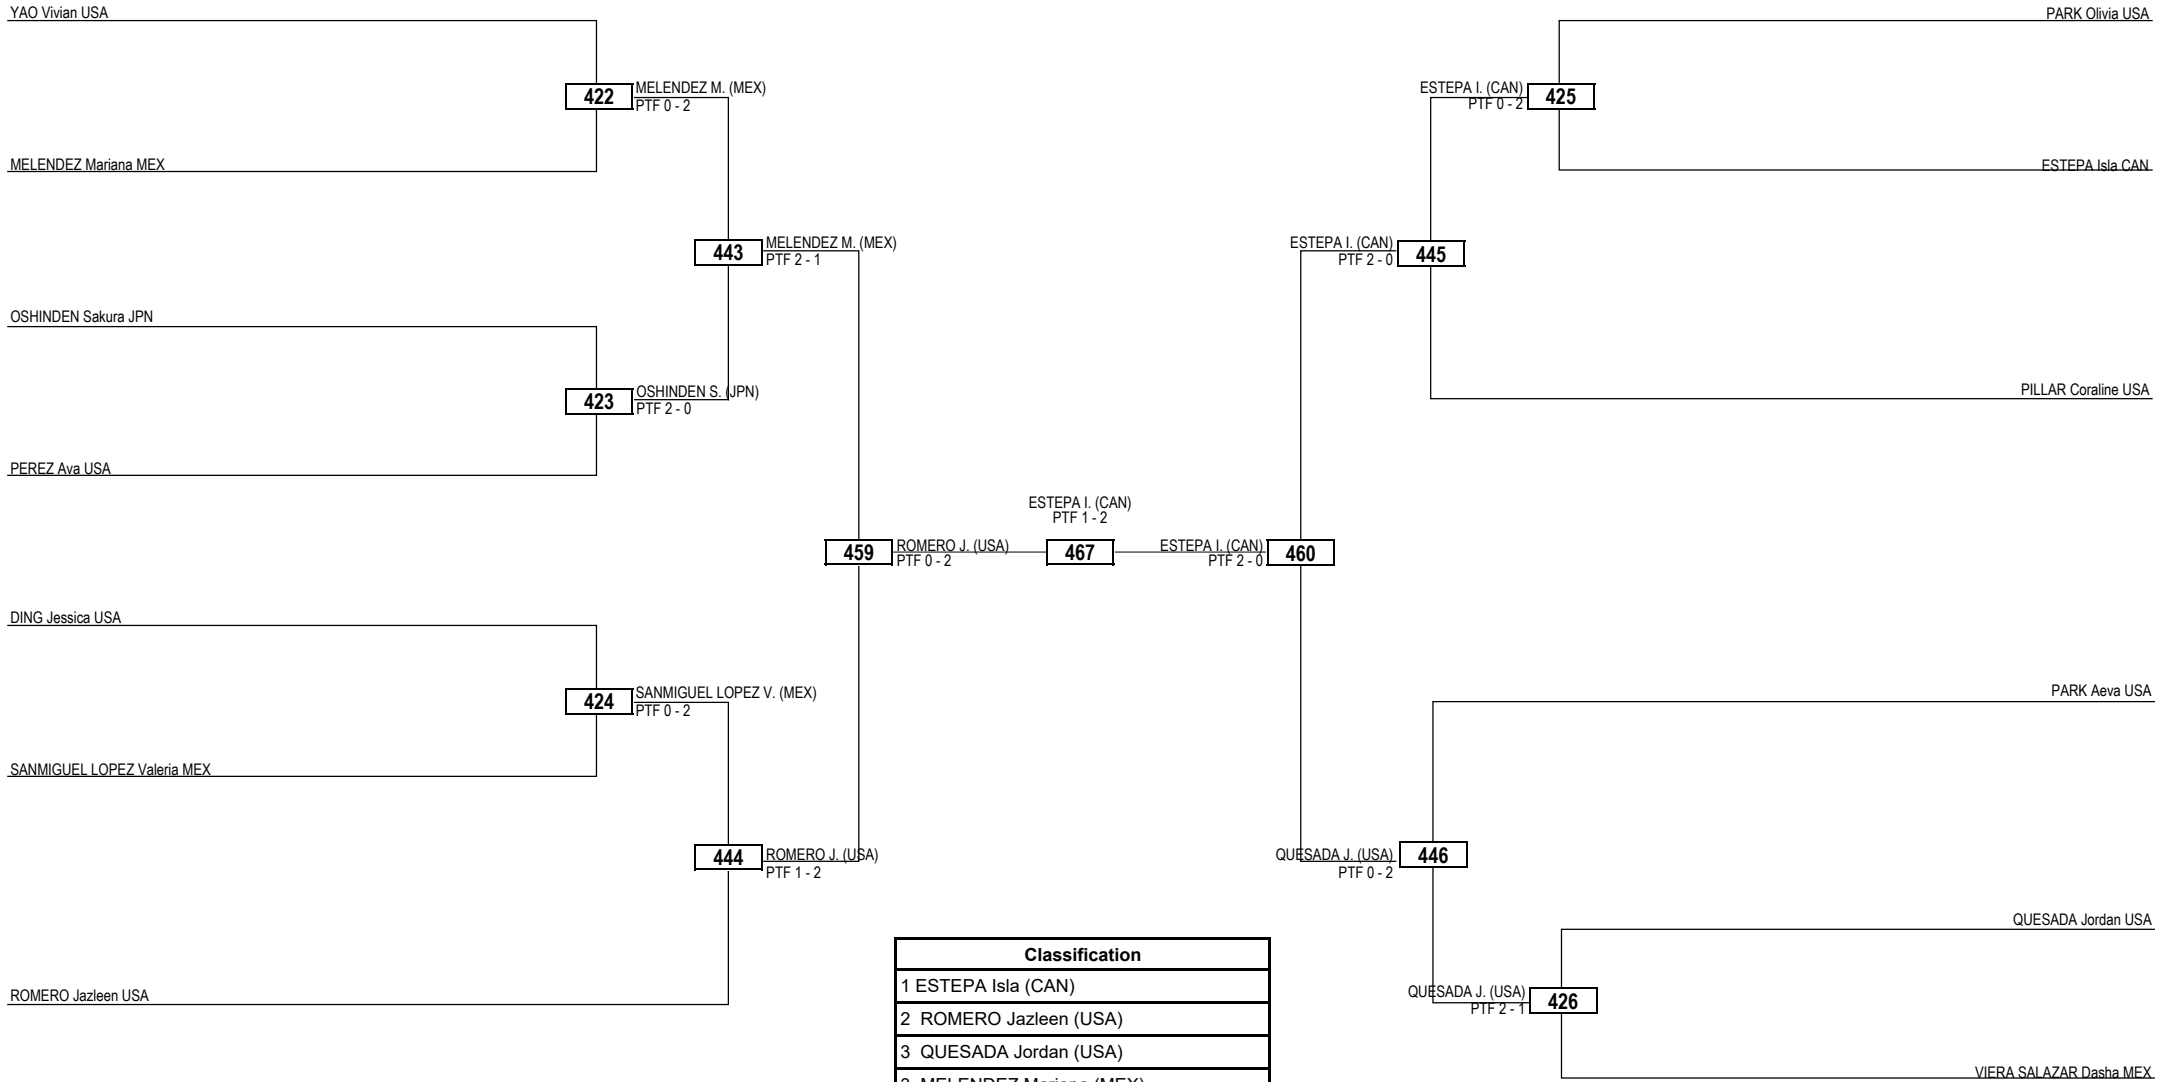 YAO Vivian USA
PARK Olivia USA
422
MELENDEZ M. (MEX)
PTF 0 - 2
ESTEPA I. (CAN)
PTF 0 - 2
425
MELENDEZ Mariana MEX
ESTEPA Isla CAN
443
MELENDEZ M. (MEX)
PTF 2 - 1
ESTEPA I. (CAN)
PTF 2 - 0
445
OSHINDEN Sakura JPN
423
OSHINDEN S. (JPN)
PTF 2 - 0
PILLAR Coraline USA
PEREZ Ava USA
ESTEPA I. (CAN)
PTF 1 - 2
459
ROMERO J. (USA)
PTF 0 - 2
467
ESTEPA I. (CAN)
PTF 2 - 0
460
DING Jessica USA
424
SANMIGUEL LOPEZ V. (MEX)
PTF 0 - 2
PARK Aeva USA
SANMIGUEL LOPEZ Valeria MEX
444
ROMERO J. (USA)
PTF 1 - 2
QUESADA J. (USA)
PTF 0 - 2
446
QUESADA Jordan USA
ROMERO Jazleen USA
QUESADA J. (USA)
PTF 2 - 1
426
VIERA SALAZAR Dasha MEX
Classification
1 ESTEPA Isla (CAN)
2 ROMERO Jazleen (USA)
3 QUESADA Jordan (USA)
3 MELENDEZ Mariana (MEX)